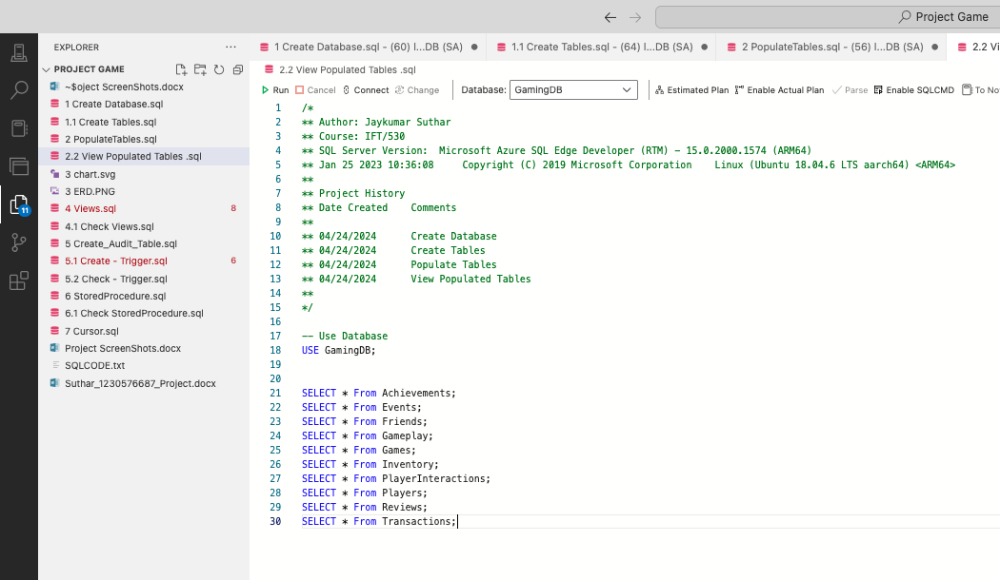 Project Game
EXPLORER
PROJECT GAME
~$oject ScreenShots.docx
1 Create Database.sql
1.1 Create Tables.sql
2 PopulateTables.sql
2.2 View Populated Tables .sql
3 chart.svg
3 ERD.PNG
4 Views.sql 8
4.1 Check Views.sql
5 Create_Audit_Table.sql
5.1 Create - Trigger.sql 6
5.2 Check - Trigger.sql
6 StoredProcedure.sql
6.1 Check StoredProcedure.sql
7 Cursor.sql
Project ScreenShots.docx
SQLCODE.txt
Suthar_1230576687_Project.docx
11
1 Create Database.sql - (60) l...DB (SA) 1.1 Create Tables.sql - (64) l...DB (SA) 2 PopulateTables.sql - (56) l...DB (SA) 2.2 Vi
2.2 View Populated Tables .sql
Run Cancel Connect Change Database: GamingDB Estimated Plan Enable Actual Plan Parse Enable SQLCMD To No
1 /*
2 ** Author: Jaykumar Suthar
3 ** Course: IFT/530
4 ** SQL Server Version:  Microsoft Azure SQL Edge Developer (RTM) - 15.0.2000.1574 (ARM64)
5 ** Jan 25 2023 10:36:08     Copyright (C) 2019 Microsoft Corporation    Linux (Ubuntu 18.04.6 LTS aarch64) <ARM64>
6 **
7 ** Project History
8 ** Date Created    Comments
9 **
10 ** 04/24/2024      Create Database
11 ** 04/24/2024      Create Tables
12 ** 04/24/2024      Populate Tables
13 ** 04/24/2024      View Populated Tables
14 **
15 */
16
17 -- Use Database
18 USE GamingDB;
19
20
21 SELECT * From Achievements;
22 SELECT * From Events;
23 SELECT * From Friends;
24 SELECT * From Gameplay;
25 SELECT * From Games;
26 SELECT * From Inventory;
27 SELECT * From PlayerInteractions;
28 SELECT * From Players;
29 SELECT * From Reviews;
30 SELECT * From Transactions;